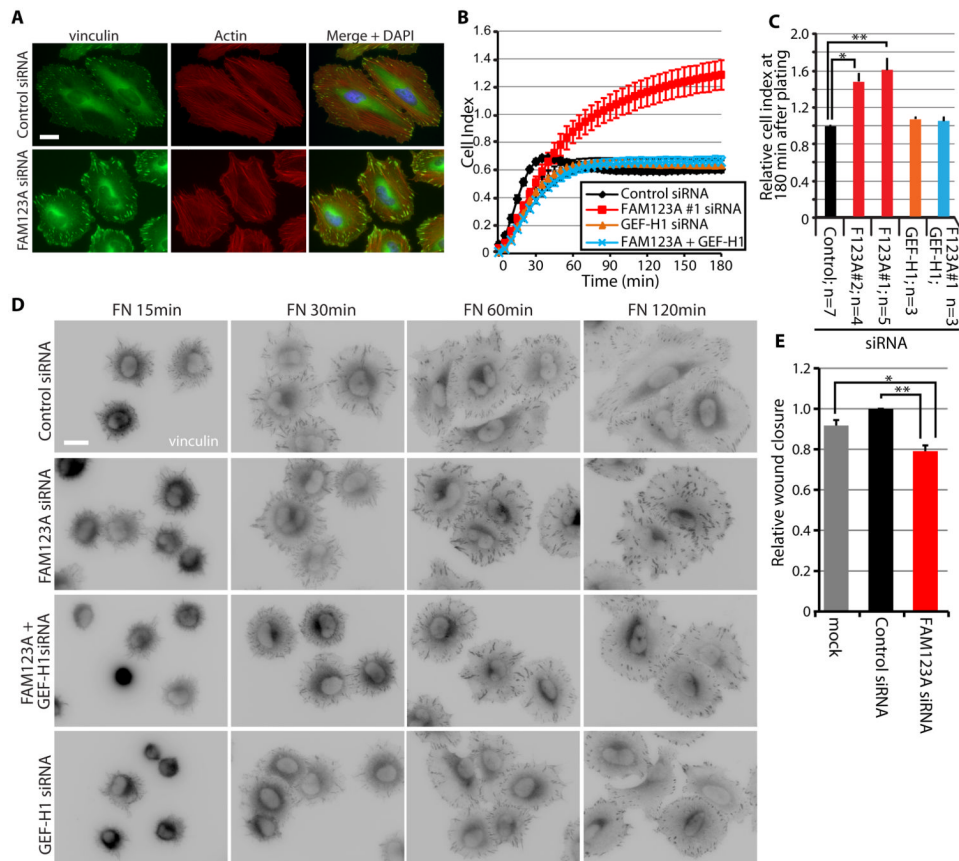 A
vinculin
Actin
Merge + DAPI
Control siRNA
FAM123A siRNA
B
Cell Index
1.4
1.2
1.0
0.8
0.6
0.4
0.2
0.0
0
30
60
90
120
150
180
Time (min)
Control siRNA
FAM123A #1 siRNA
GEF-H1 siRNA
FAM123A + GEF-H1
C
Relative cell index at
180 min after plating
2.0
1.6
1.2
0.8
0.4
0
*
**
Control; n=7
F123A#2; n=4
F123A#1; n=5
GEF-H1; n=3
GEF-H1;
F123A#1 n=3
siRNA
D
FN 15min
FN 30min
FN 60min
FN 120min
Control siRNA
vinculin
FAM123A siRNA
FAM123A +
GEF-H1siRNA
GEF-H1 siRNA
E
Relative wound closure
1.2
1.0
0.8
0.6
0.4
0.2
0
*
**
mock
Control siRNA
FAM123A siRNA